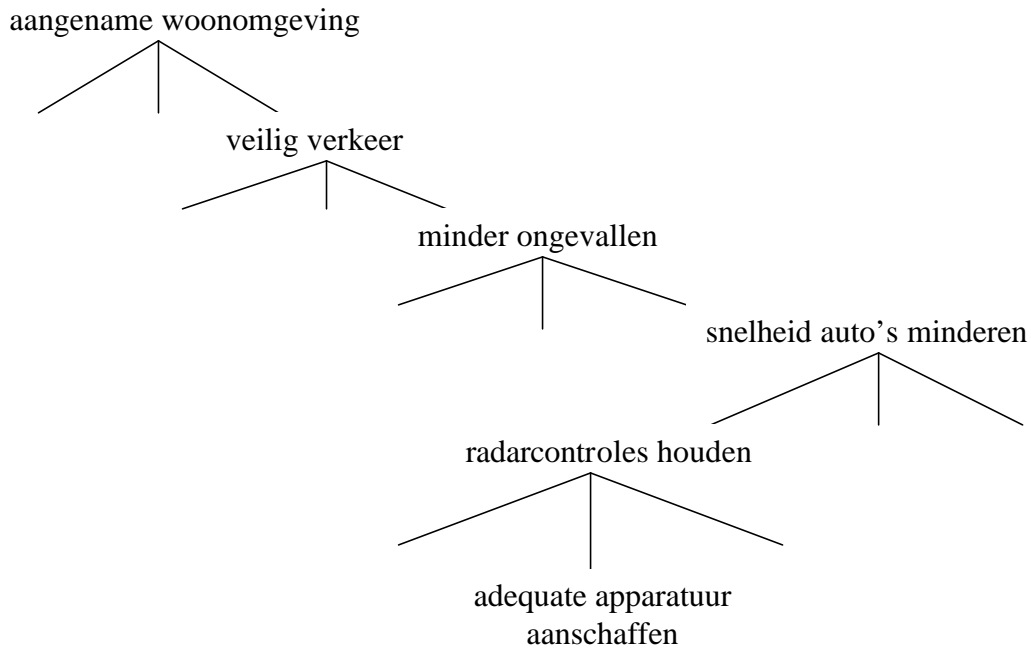 aangename woonomgeving
veilig verkeer
minder ongevallen
snelheid auto’s minderen
radarcontroles houden
adequate apparatuur
aanschaffen